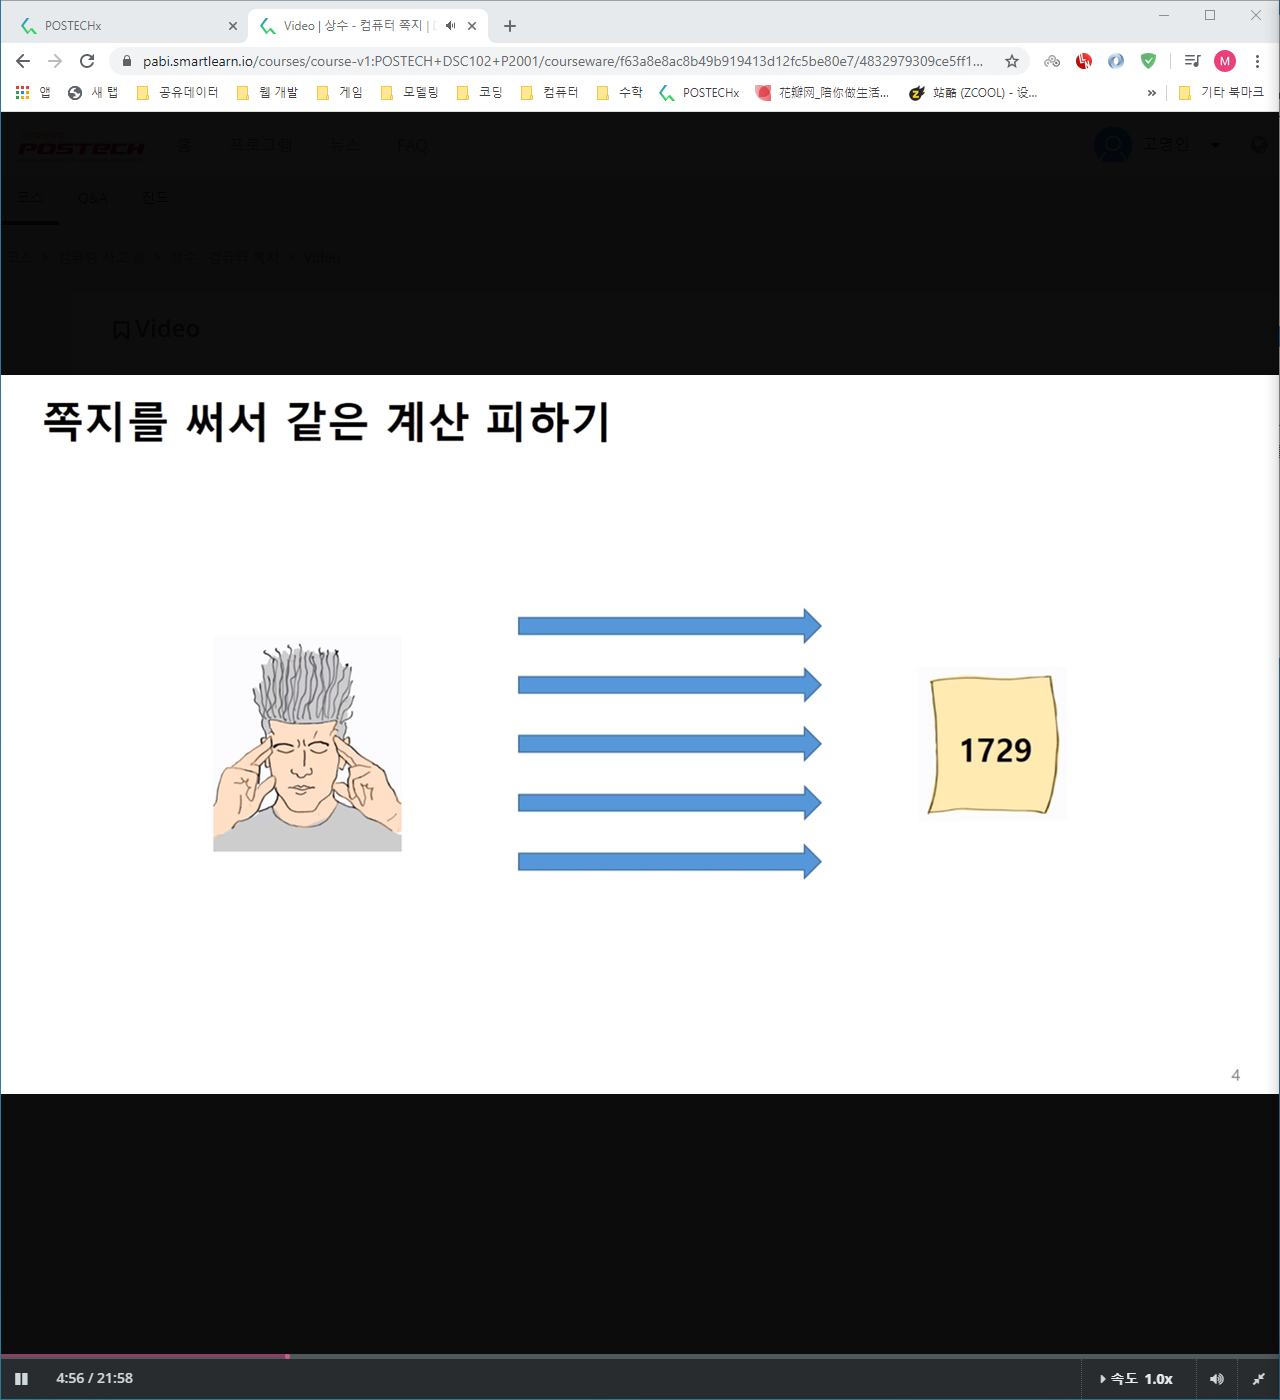 POSTECHx
Video | 상수 - 컴퓨터 쪽지 |
pabi.smartlearn.io/courses/course-v1:POSTECH+DSC102+P2001/courseware/f63a8e8ac8b49b919413d12fc5be80e7/4832979309ce5ff1...
M
앱 새 탭 공유데이터 웹 개발 게임 모델링 코딩 컴퓨터 수학 POSTECHx 花瓣网_陪你做生活... 站酷 (ZCOOL) - 设... » 기타 북마크
POSTECH 홈 프로그램 뉴스 FAQ 고명인
코스 Q&A 진도
Video
Video
쪽지를 써서 같은 계산 피하기
1729
4
4:56 / 21:58 속도 1.0x